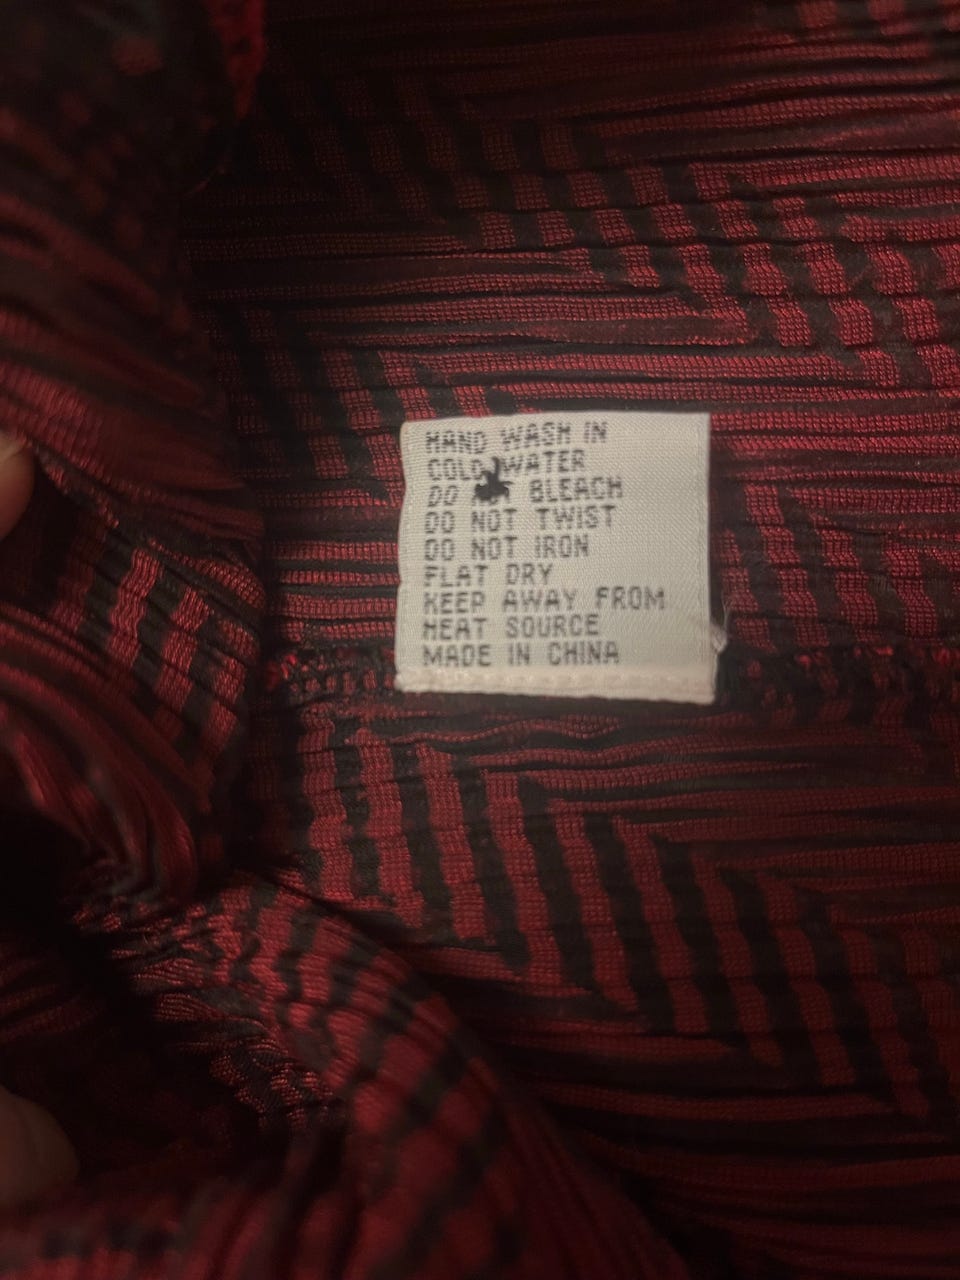 HAND WASH IN
COLD WATER
DO NOT BLEACH
DO NOT TWIST
DO NOT IRON
FLAT DRY
KEEP AWAY FROM
HEAT SOURCE
MADE IN CHINA